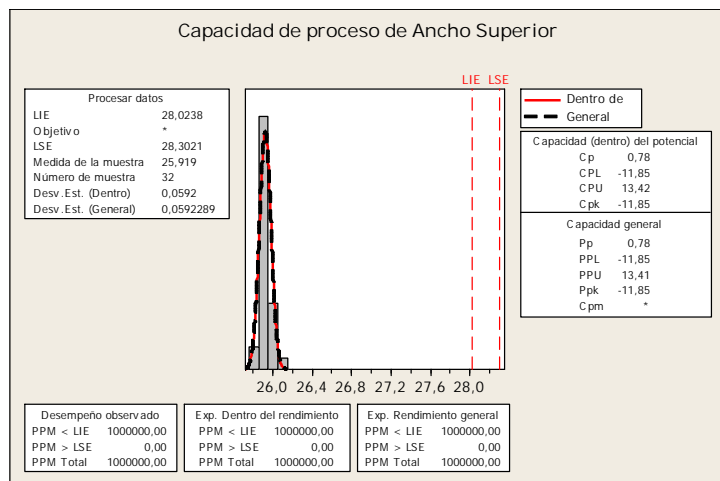 Capacidad de proceso de Ancho Superior
LIE LSE
Procesar datos
LIE 28,0238
Objetivo *
LSE 28,3021
Medida de la muestra 25,919
Número de muestra 32
Desv.Est. (Dentro) 0,0592
Desv.Est. (General) 0,0592289
Dentro de
General
Capacidad (dentro) del potencial
Cp 0,78
CPL -11,85
CPU 13,42
Cpk -11,85
Capacidad general
Pp 0,78
PPL -11,85
PPU 13,41
Ppk -11,85
Cpm *
26,0 26,4 26,8 27,2 27,6 28,0
Desempeño observado
PPM < LIE 1000000,00
PPM > LSE 0,00
PPM Total 1000000,00
Exp. Dentro del rendimiento
PPM < LIE 1000000,00
PPM > LSE 0,00
PPM Total 1000000,00
Exp. Rendimiento general
PPM < LIE 1000000,00
PPM > LSE 0,00
PPM Total 1000000,00